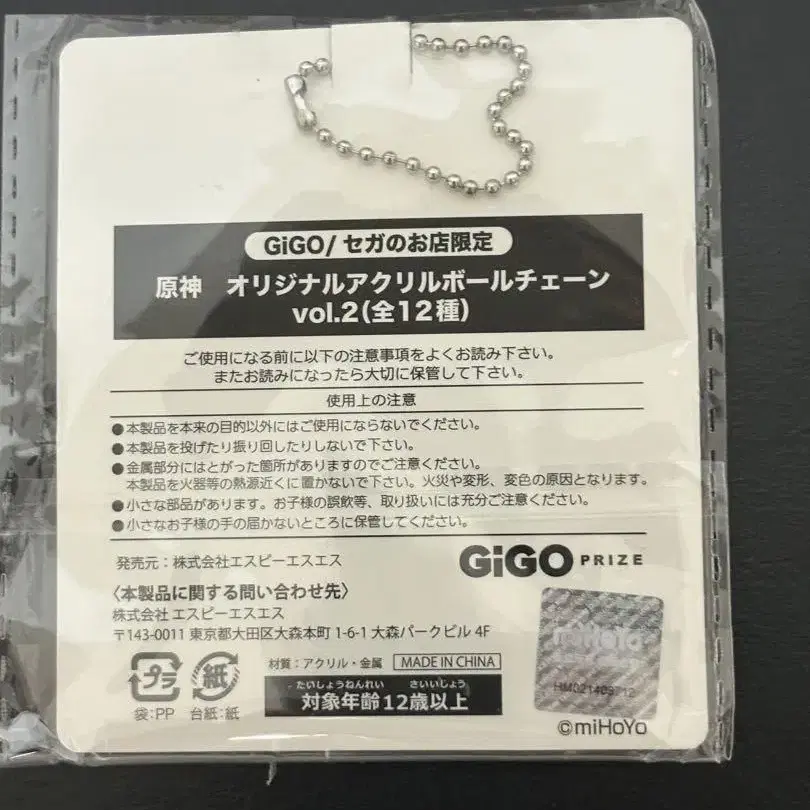 GiGO/セガのお店限定
原神 オリジナルアクリルボールチェーン
vol.2(全12種)
ご使用になる前に以下の注意事項をよくお読み下さい。
またお読みになったら大切に保管して下さい。
使用上の注意
●本製品を本来の目的以外にはご使用にならないでください。
●本製品を投げたり振り回したりしないで下さい。
●金属部分にはとがった箇所がありますのでご注意ください。
本製品を火器等の熱源近くに置かないで下さい。火災や変形、変色の原因となります。
●小さな部品があります。お子様の誤飲等、取り扱いには充分ご注意ください。
●小さなお子様の手の届かないところに保管してください。
発売元:株式会社エスピーエスエス
GiGO PRIZE
〈本製品に関する問い合わせ先〉
株式会社 エスピーエスエス
〒143-0011 東京都大田区大森本町 1-6-1 大森パークビル 4F
プラ
紙
袋:PP
台紙:紙
材質:アクリル・金属
MADE IN CHINA
たいしょうねんれい さいいじょう
対象年齢12歳以上
miHoYo
©miHoYo